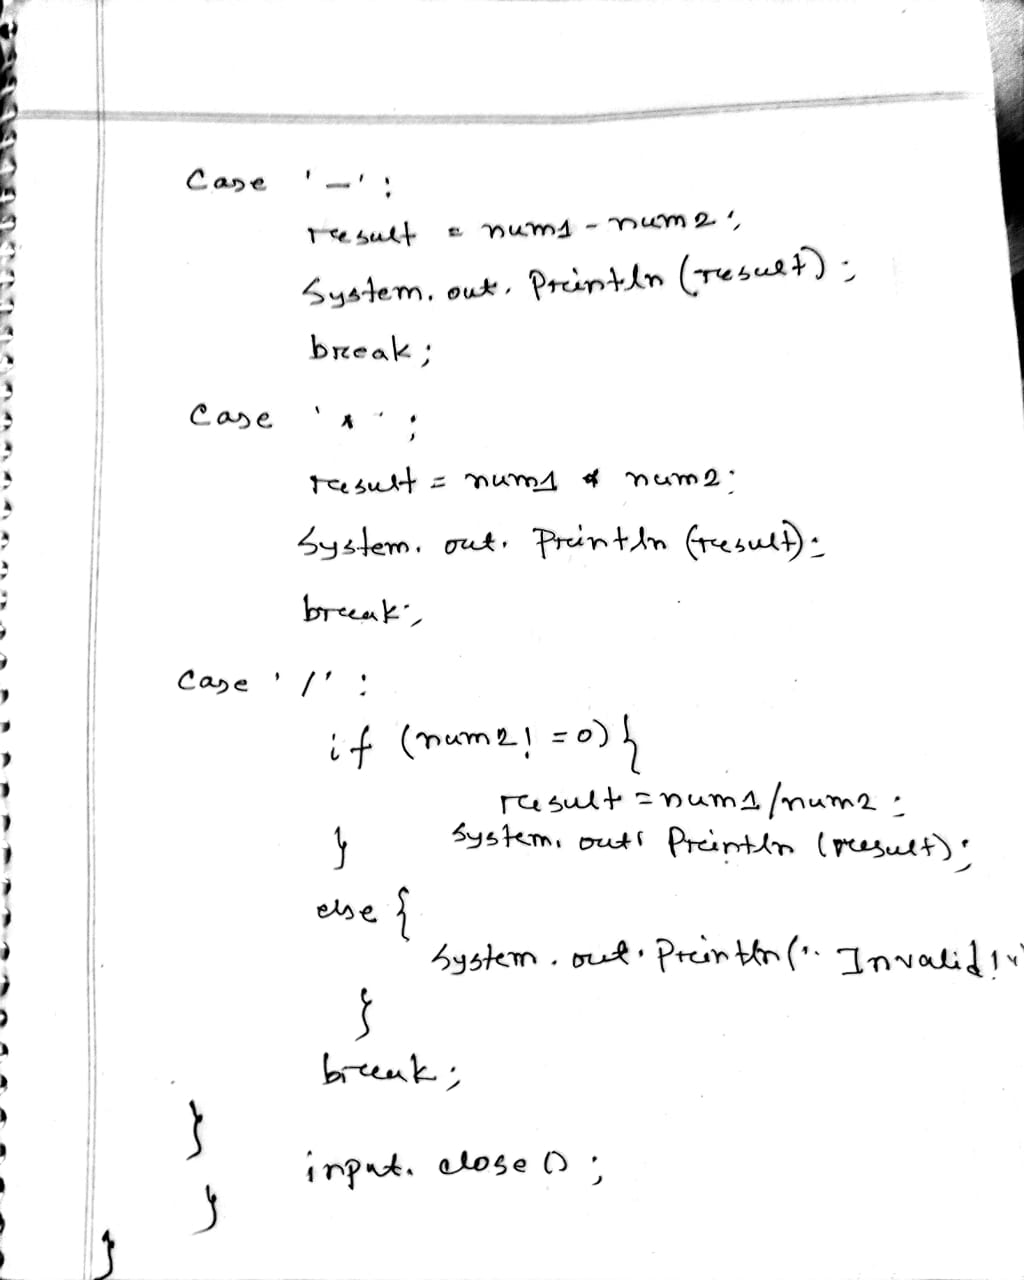 Case '-':
result = num1 - num2;
System.out.Println(result);
break;
Case '*';
result = num1 * num2;
System.out.Println(result);
break;
Case '/':
if (num2! =0){
result=num1/num2;
} System.out.Println(result);
else {
System.out.Println(" Invalid!"
}
break;
}
input.close();
}
}